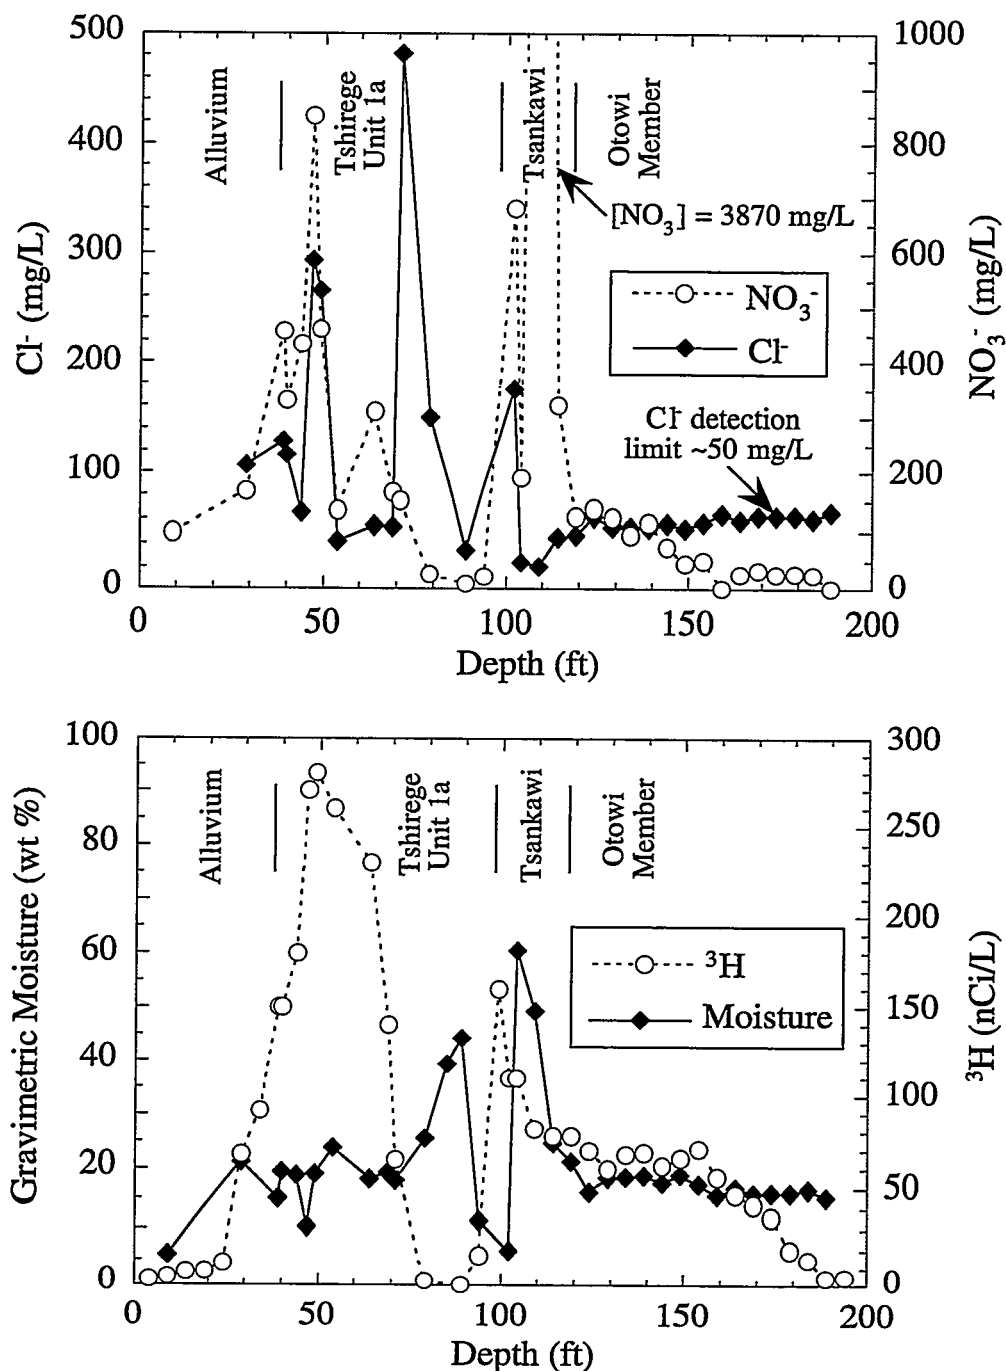 500
400
300
200
100
0
Cl- (mg/L)
1000
800
600
400
200
0
NO3- (mg/L)
Alluvium
Tshirege
Unit 1a
Tsankawi
Otowi
Member
[NO3] = 3870 mg/L
NO3-
Cl-
Cl- detection
limit ~50 mg/L
0 50 100 150 200
Depth (ft)
100
80
60
40
20
0
Gravimetric Moisture (wt %)
300
250
200
150
100
50
0
3H (nCi/L)
Alluvium
Tshirege
Unit 1a
Tsankawi
Otowi
Member
3H
Moisture
0 50 100 150 200
Depth (ft)